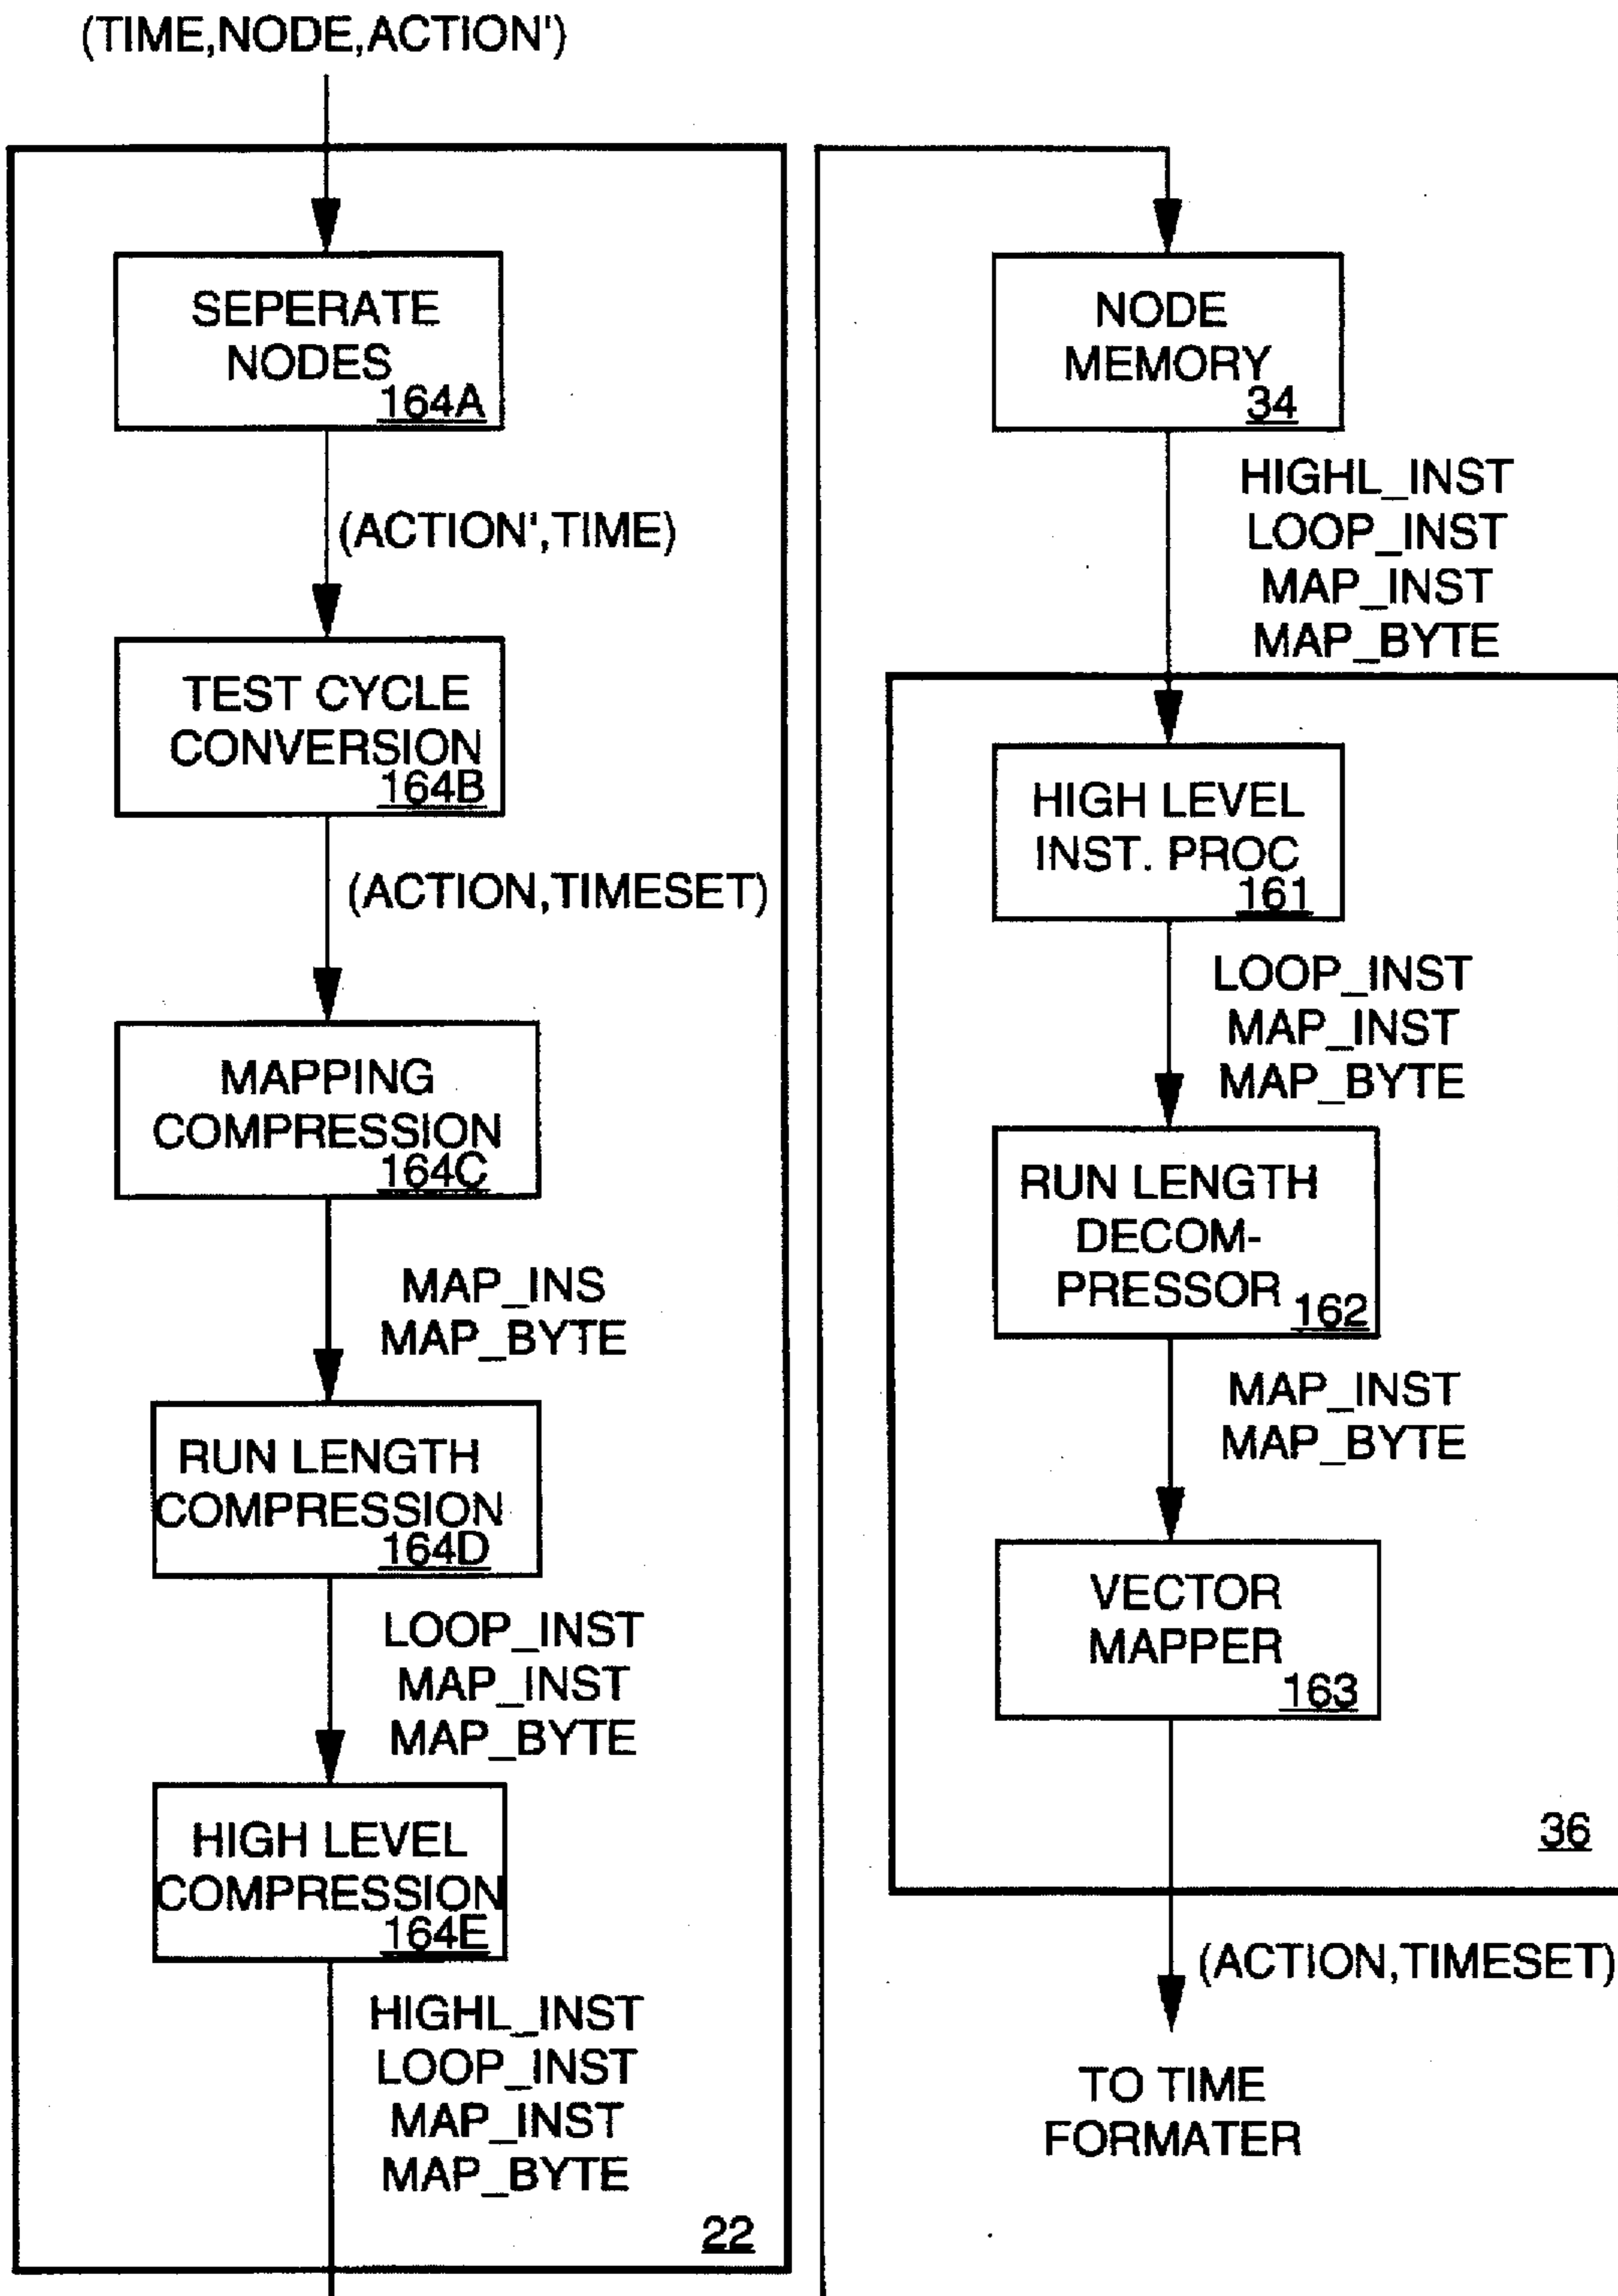 (TIME,NODE,ACTION')
SEPERATE
NODES
164A
(ACTION',TIME)
TEST CYCLE
CONVERSION
164B
(ACTION,TIMESET)
MAPPING
COMPRESSION
164C
MAP_INS
MAP_BYTE
RUN LENGTH
COMPRESSION
164D
LOOP_INST
MAP_INST
MAP_BYTE
HIGH LEVEL
COMPRESSION
164E
HIGHL_INST
LOOP_INST
MAP_INST
MAP_BYTE
22
NODE
MEMORY
34
HIGHL_INST
LOOP_INST
MAP_INST
MAP_BYTE
HIGH LEVEL
INST. PROC
161
LOOP_INST
MAP_INST
MAP_BYTE
RUN LENGTH
DECOM-
PRESSOR
162
MAP_INST
MAP_BYTE
VECTOR
MAPPER
163
36
(ACTION,TIMESET)
TO TIME
FORMATER